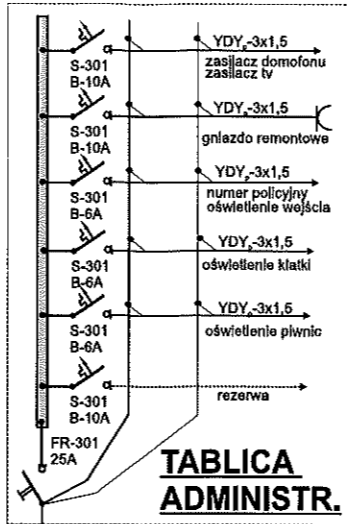 YDYp-3x1,5
zasilacz domofonu
zasilacz tv
S-301
B-10A
YDYp-3x1,5
gniazdo remontowe
S-301
B-10A
YDYp-3x1,5
numer policyjny
oświetlenie wejścia
S-301
B-6A
YDYp-3x1,5
oświetlenie klatki
S-301
B-6A
YDYp-3x1,5
oświetlenie piwnic
S-301
B-6A
rezerwa
S-301
B-10A
FR-301
25A
TABLICA
ADMINISTR.